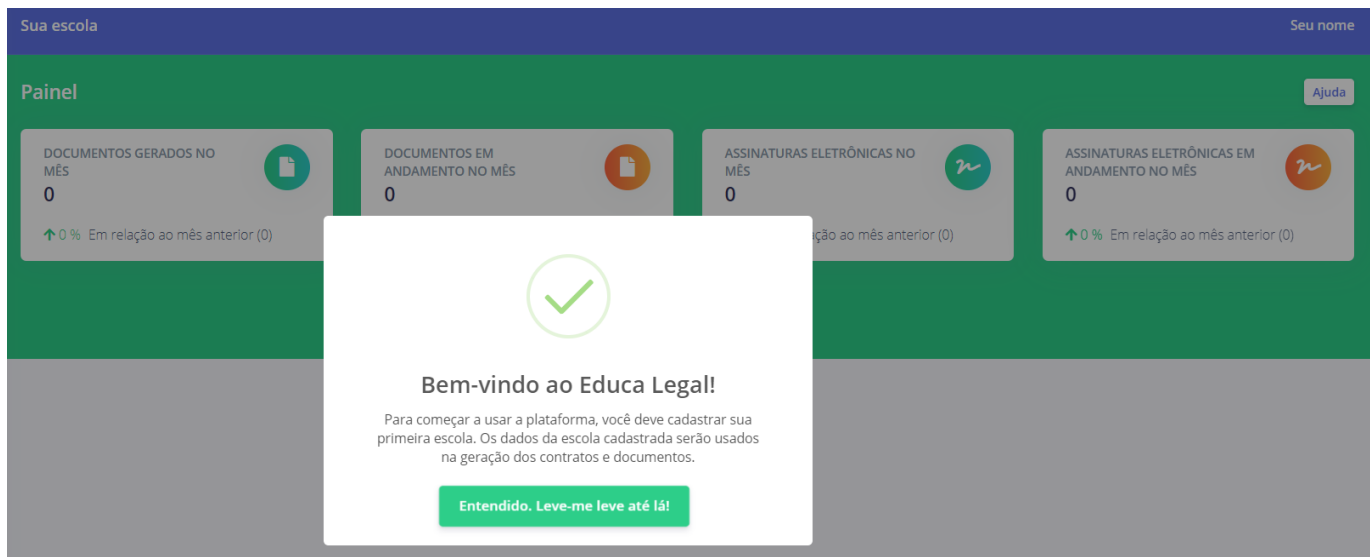 Sua escola
Seu nome
Painel
Ajuda
DOCUMENTOS GERADOS NO
MÊS
0
0 % Em relação ao mês anterior (0)
DOCUMENTOS EM
ANDAMENTO NO MÊS
0
ASSINATURAS ELETRÔNICAS NO
MÊS
0
ao mês anterior (0)
ASSINATURAS ELETRÔNICAS EM
ANDAMENTO NO MÊS
0
0 % Em relação ao mês anterior (0)
Bem-vindo ao Educa Legal!
Para começar a usar a plataforma, você deve cadastrar sua
primeira escola. Os dados da escola cadastrada serão usados
na geração dos contratos e documentos.
Entendido. Leve-me leve até lá!